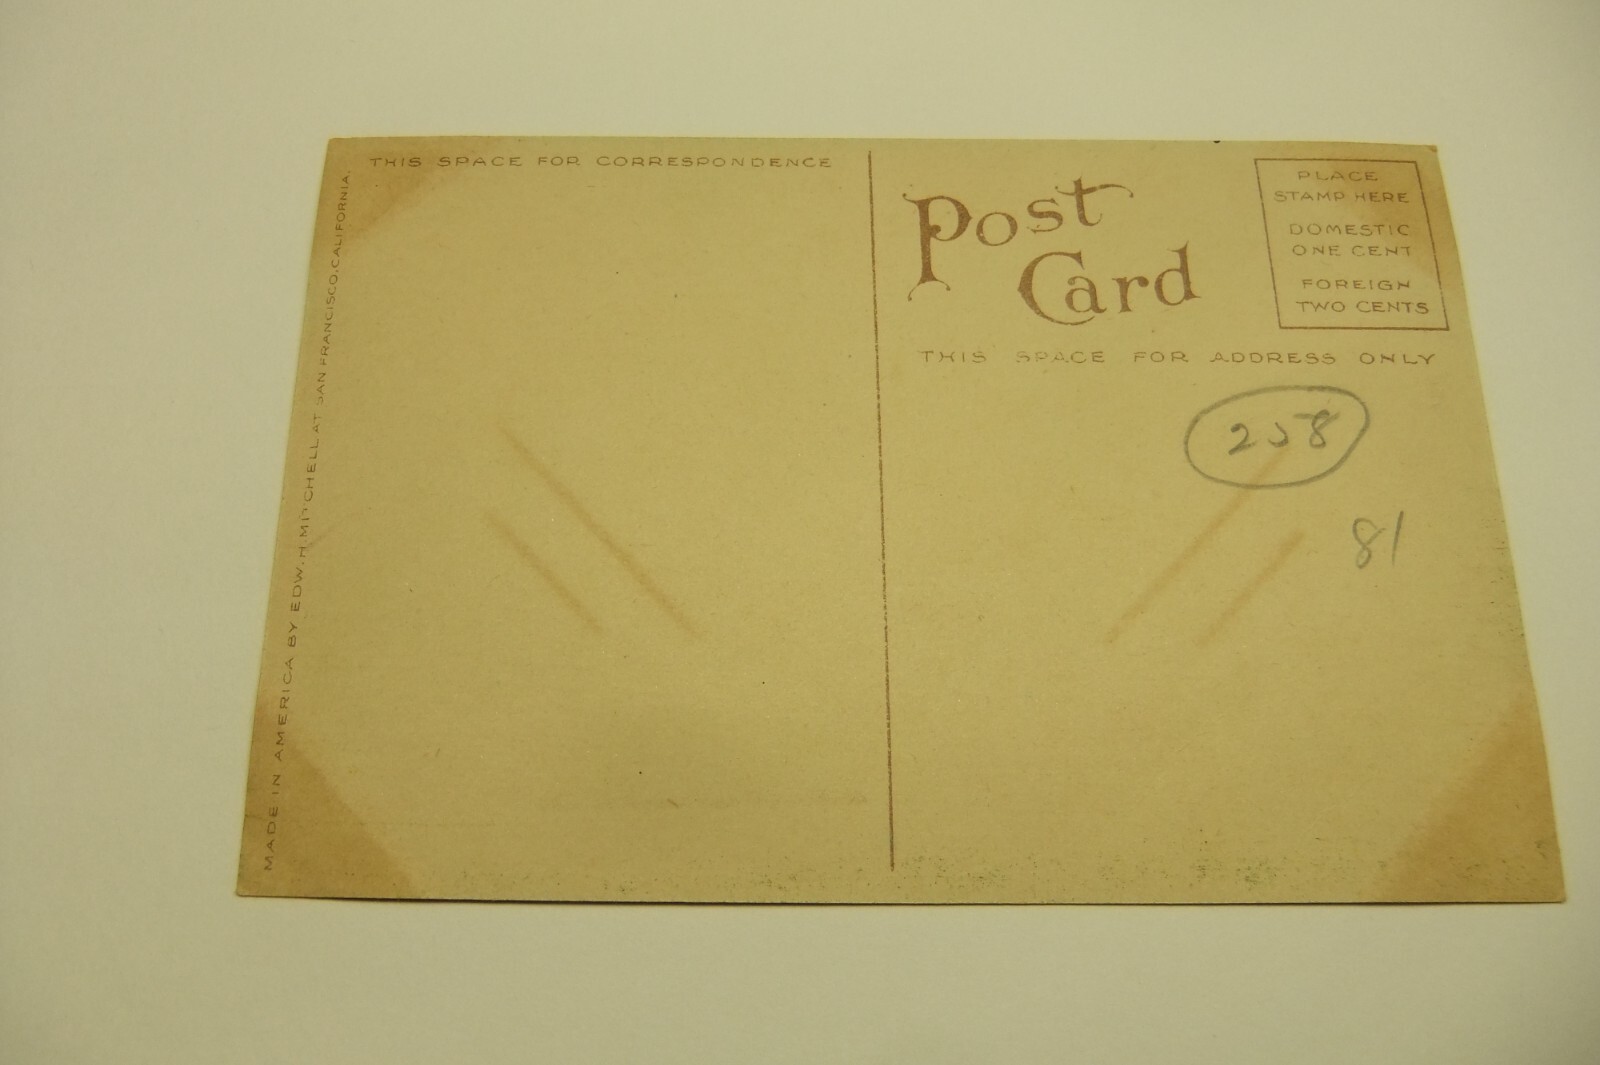 THIS SPACE FOR CORRESPONDENCE
MADE IN AMERICA BY EDW. H. MITCHELL AT SAN FRANCISCO, CALIFORNIA.
Post
Card
PLACE
STAMP HERE
DOMESTIC
ONE CENT
FOREIGN
TWO CENTS
THIS SPACE FOR ADDRESS ONLY
258
81